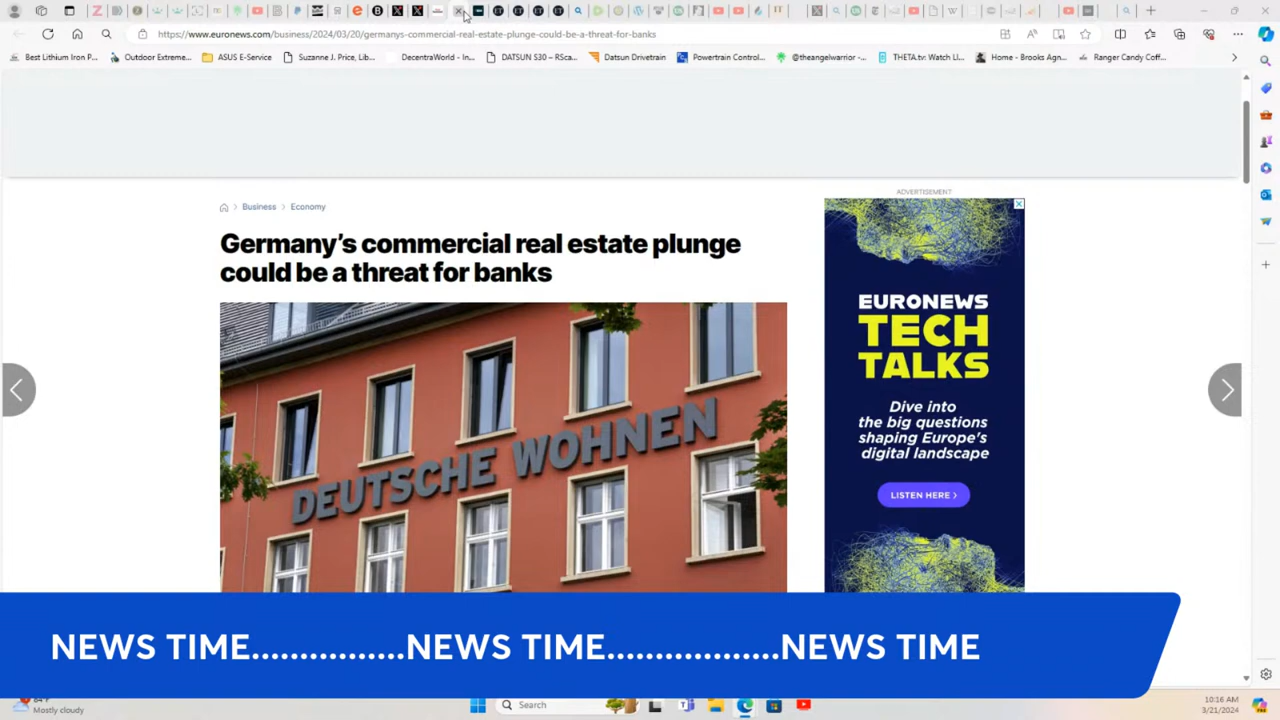 https://www.euronews.com/business/2024/03/20/germanys-commercial-real-estate-plunge-could-be-a-threat-for-banks
Best Lithium Iron P... Outdoor Extreme... ASUS E-Service Suzanne J. Price, Lib... DecentraWorld - In... DATSUN S30 – RSca... Datsun Drivetrain Powertrain Control... @theangelwarrior -... THETA.tv: Watch Li... Home - Brooks Agn... Ranger Candy Coff...
ADVERTISEMENT
Business > Economy
Germany's commercial real estate plunge
could be a threat for banks
DEUTSCHE WOHNEN
EURONEWS
TECH
TALKS
Dive into
the big questions
shaping Europe's
digital landscape
LISTEN HERE >
NEWS TIME................NEWS TIME..................NEWS TIME
Mostly cloudy
Search
10:16 AM
3/21/2024